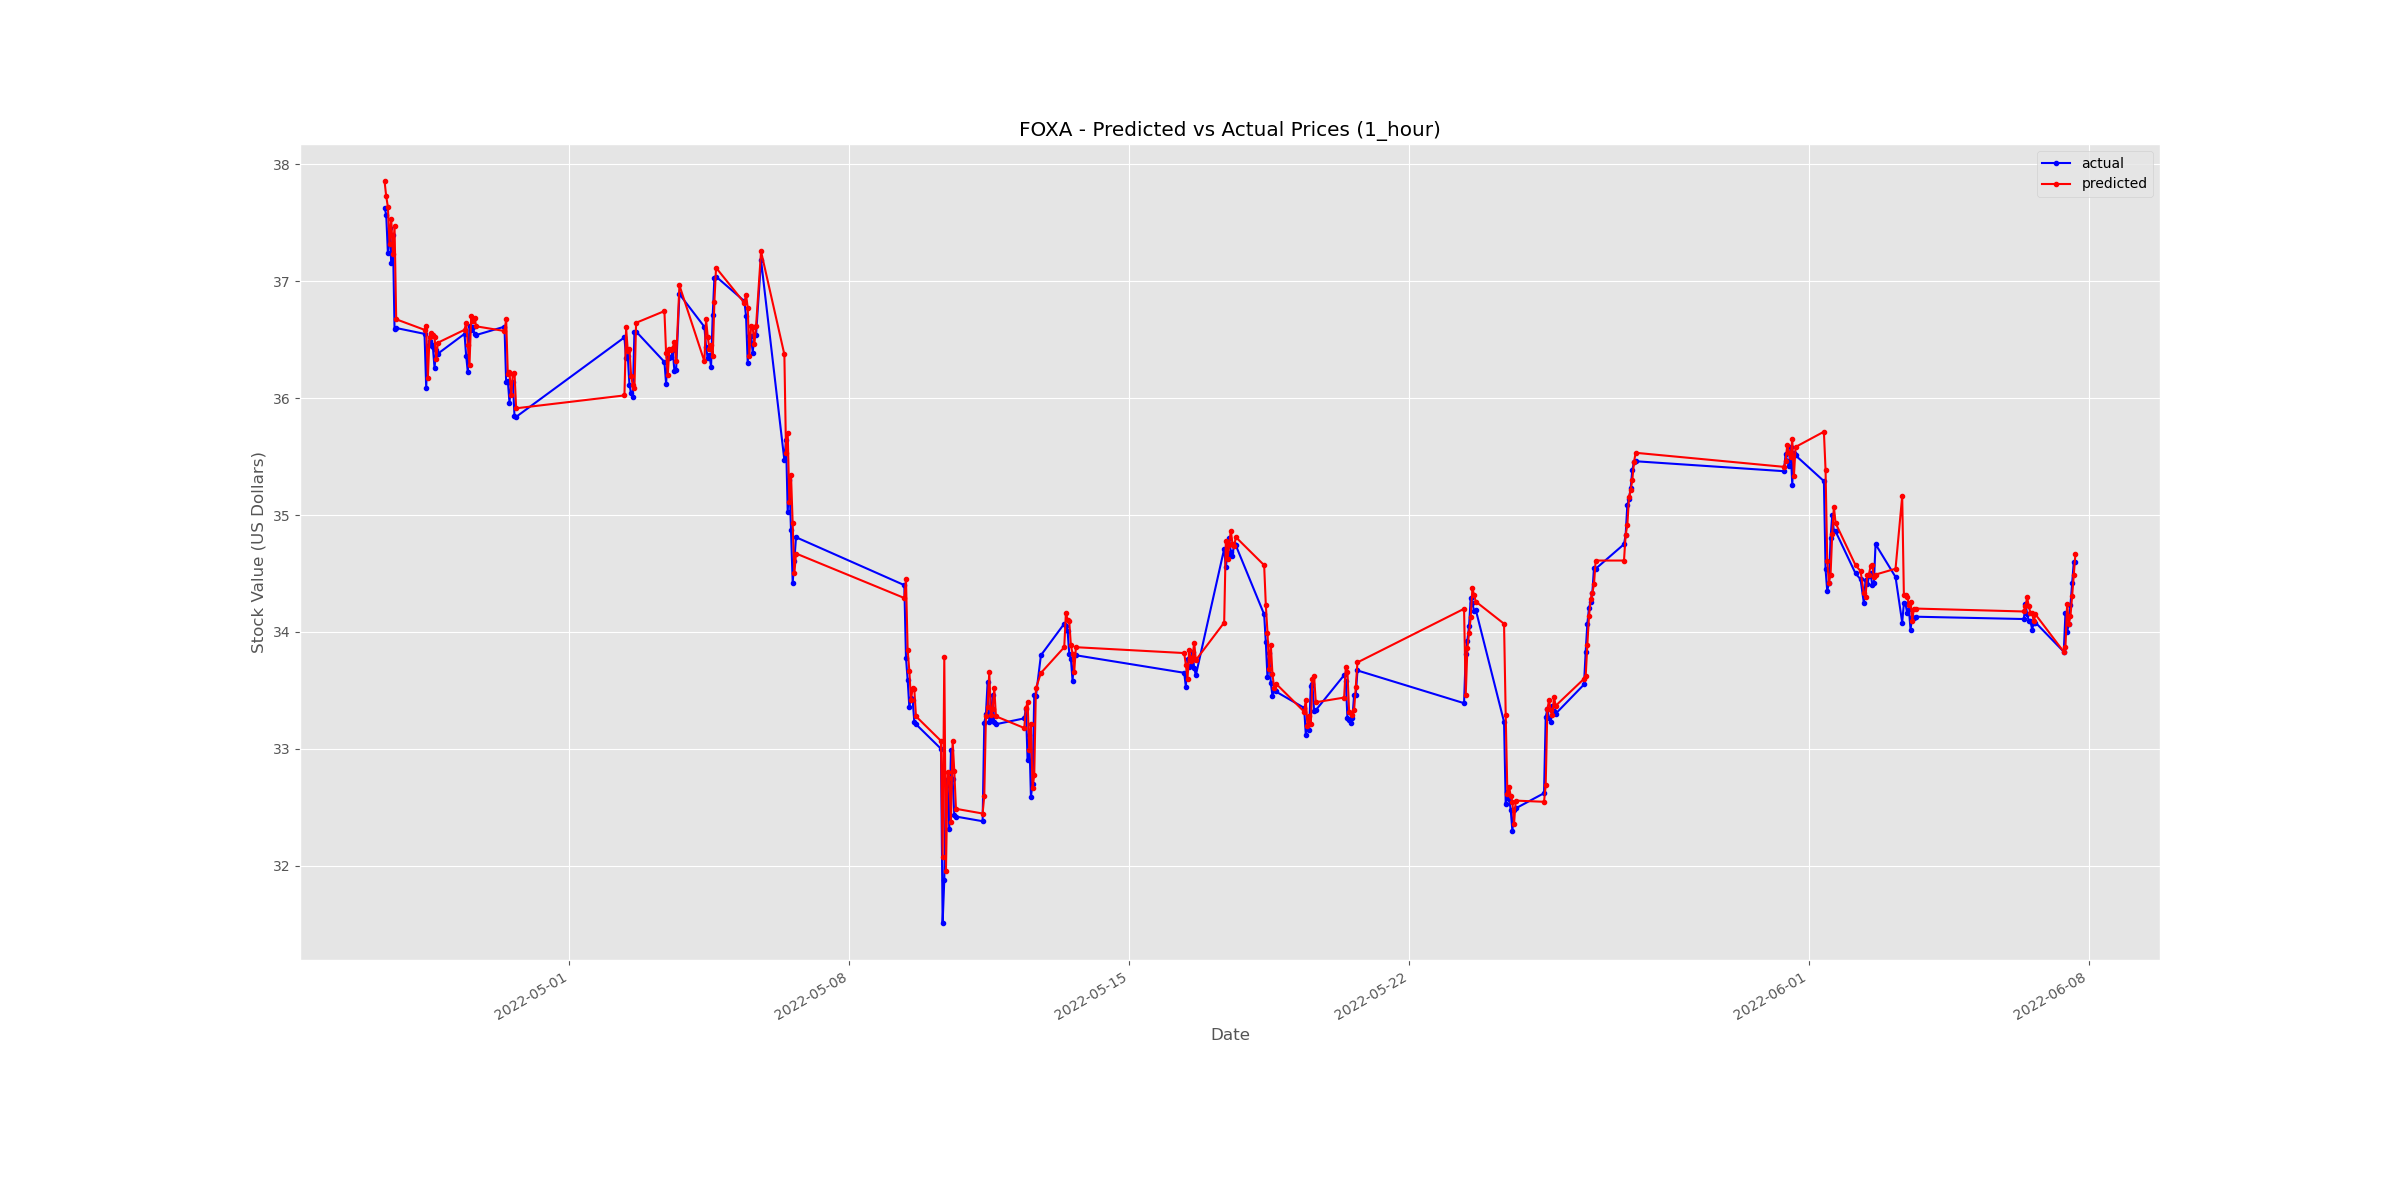 FOXA - Predicted vs Actual Prices (1_hour)
actual
predicted
Stock Value (US Dollars)
38
37
36
35
34
33
32
2022-05-01
2022-05-08
2022-05-15
2022-05-22
2022-06-01
2022-06-08
Date